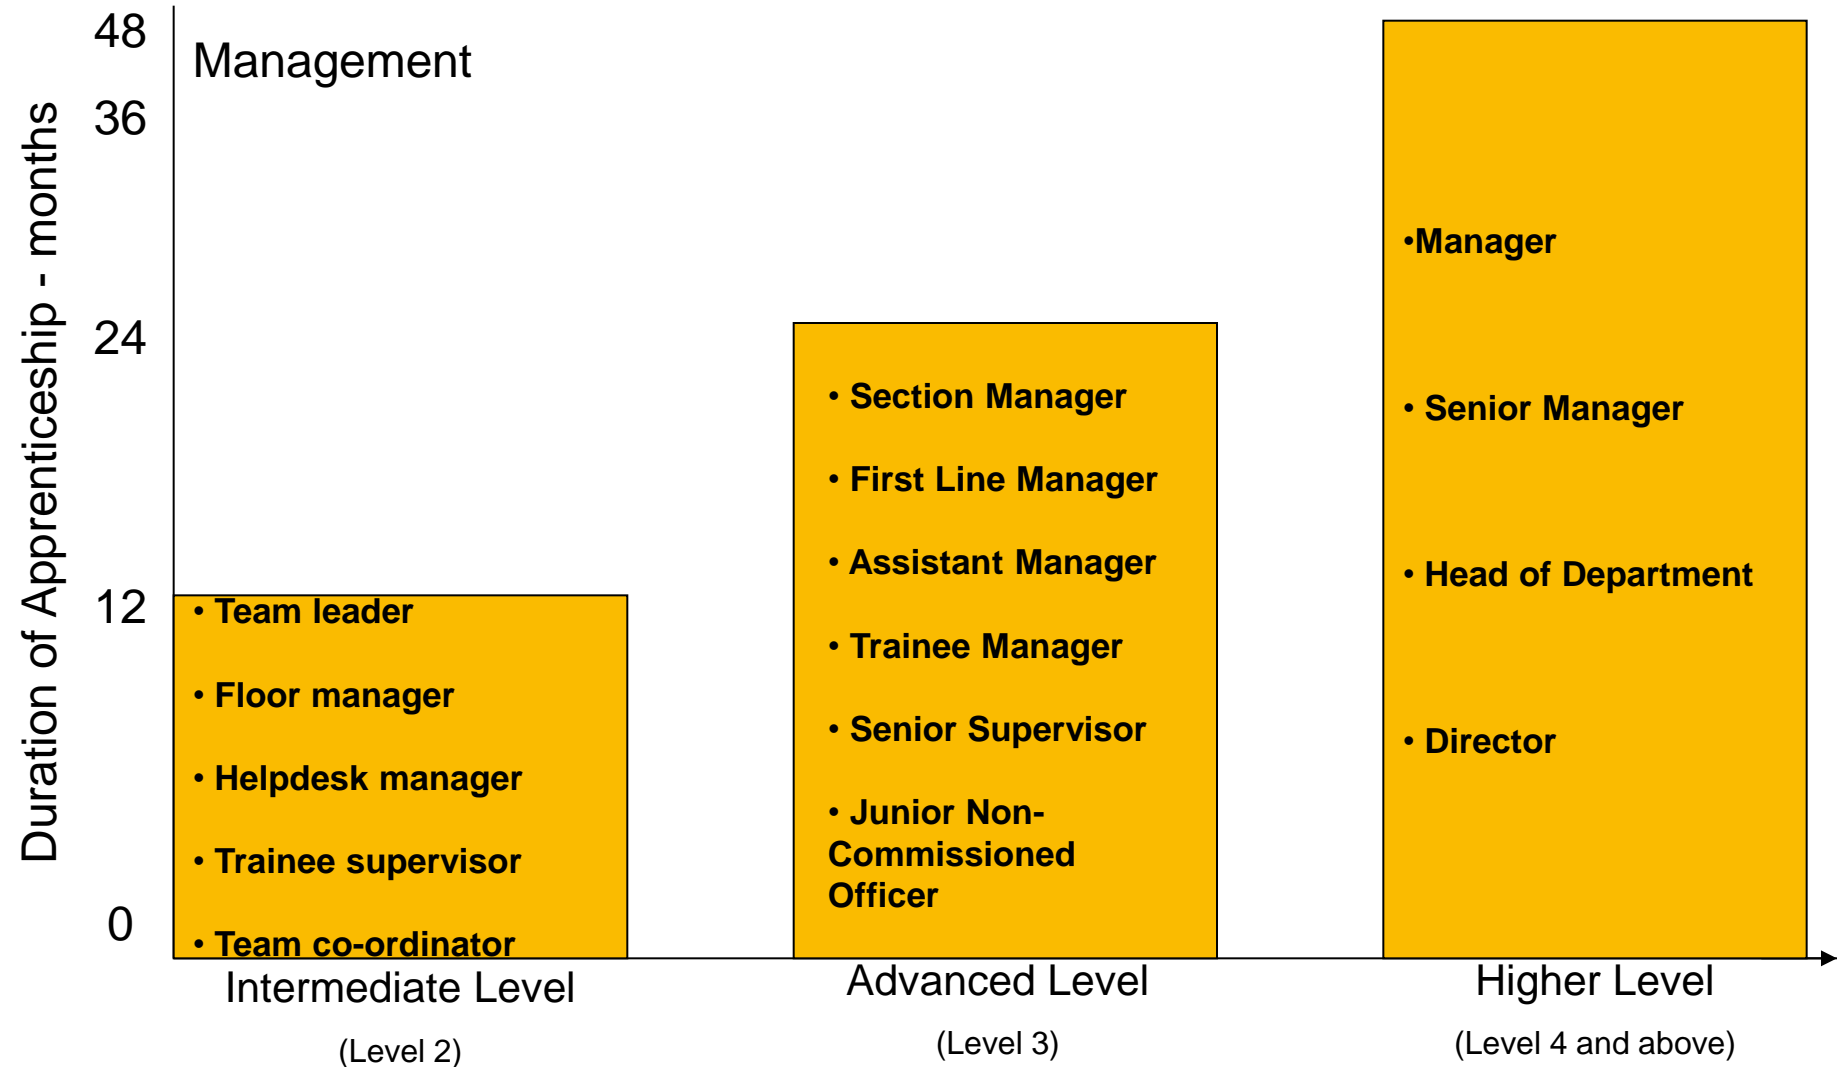 Management
Duration of Apprenticeship - months
48
36
24
12
0
• Team leader
• Floor manager
• Helpdesk manager
• Trainee supervisor
• Team co-ordinator
Intermediate Level
(Level 2)
• Section Manager
• First Line Manager
• Assistant Manager
• Trainee Manager
• Senior Supervisor
• Junior Non-
Commissioned
Officer
Advanced Level
(Level 3)
•Manager
• Senior Manager
• Head of Department
• Director
Higher Level
(Level 4 and above)